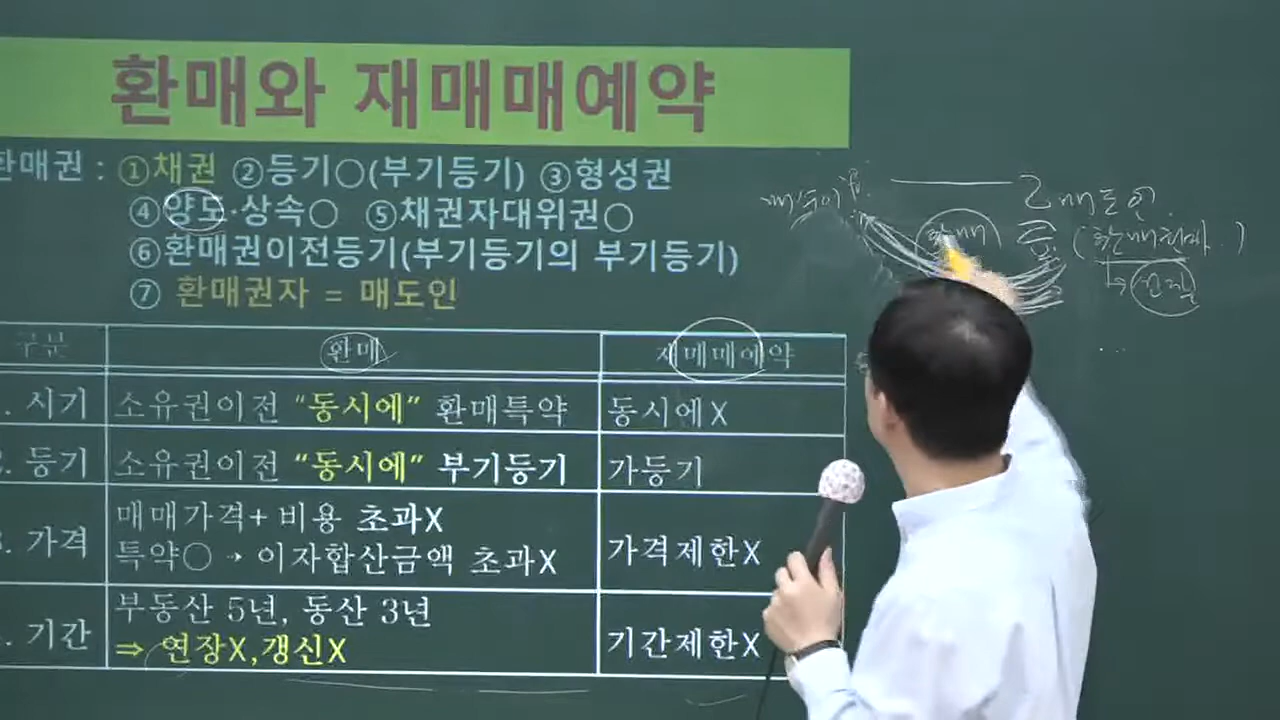 환매와 재매매예약
환매권 : ①채권 ②등기○(부기등기) ③형성권
④양도·상속○ ⑤채권자대위권○
⑥환매권이전등기(부기등기의 부기등기)
⑦ 환매권자 = 매도인
구분 환매 재매매예약
. 시기 소유권이전 “동시에” 환매특약 동시에X
. 등기 소유권이전 “동시에” 부기등기 가등기
. 가격 매매가격+ 비용 초과X
특약○ → 이자합산금액 초과X 가격제한X
. 기간 부동산 5년, 동산 3년
⇒ 연장X,갱신X 기간제한X
매도인
환매